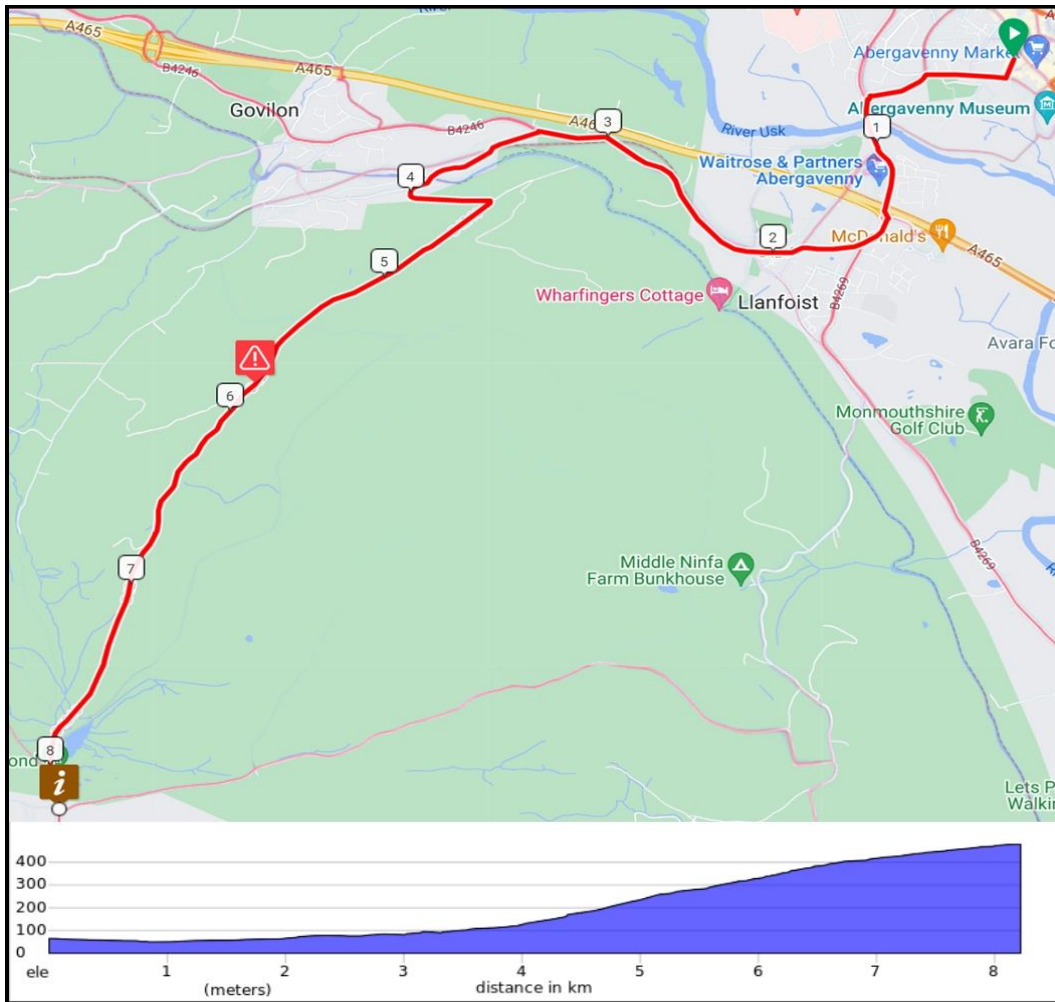 A465
B4246
A465
Govilon
B4246
3
A46
River Usk
Abergavenny Market
Abergavenny Museum
1
Waitrose & Partners
Abergavenny
4
2
McDonald's
A465
5
Wharfingers Cottage
Llanfoist
B4269
Avara Fo
6
Monmouthshire
Golf Club
B4269
7
Middle Ninfa
Farm Bunkhouse
8
ond
i
Lets P
Walkin
400
300
200
100
0
ele
1
2
3
4
5
6
7
8
(meters)
distance in km